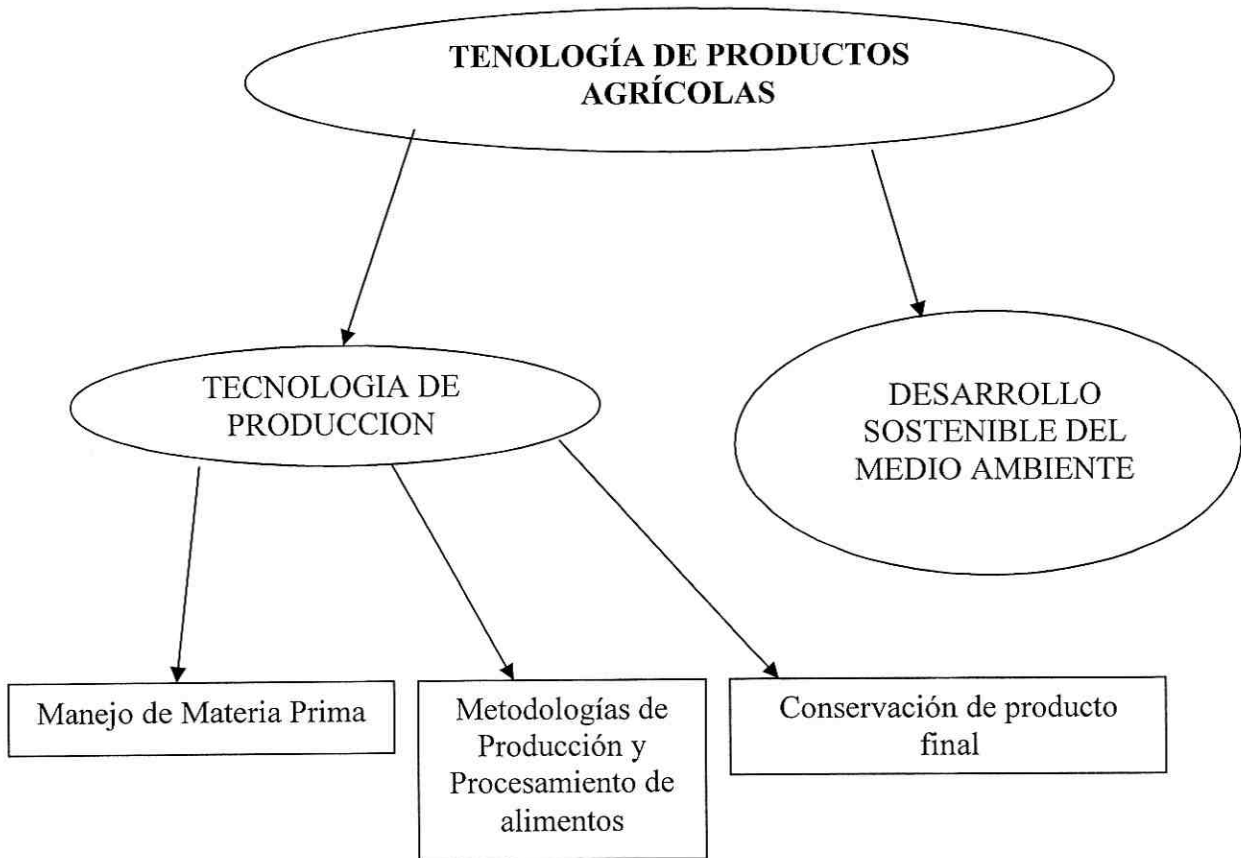 TENOLOGÍA DE PRODUCTOS
AGRÍCOLAS
TECNOLOGIA DE
PRODUCCION
DESARROLLO
SOSTENIBLE DEL
MEDIO AMBIENTE
Manejo de Materia Prima
Metodologías de
Producción y
Procesamiento de
alimentos
Conservación de producto
final